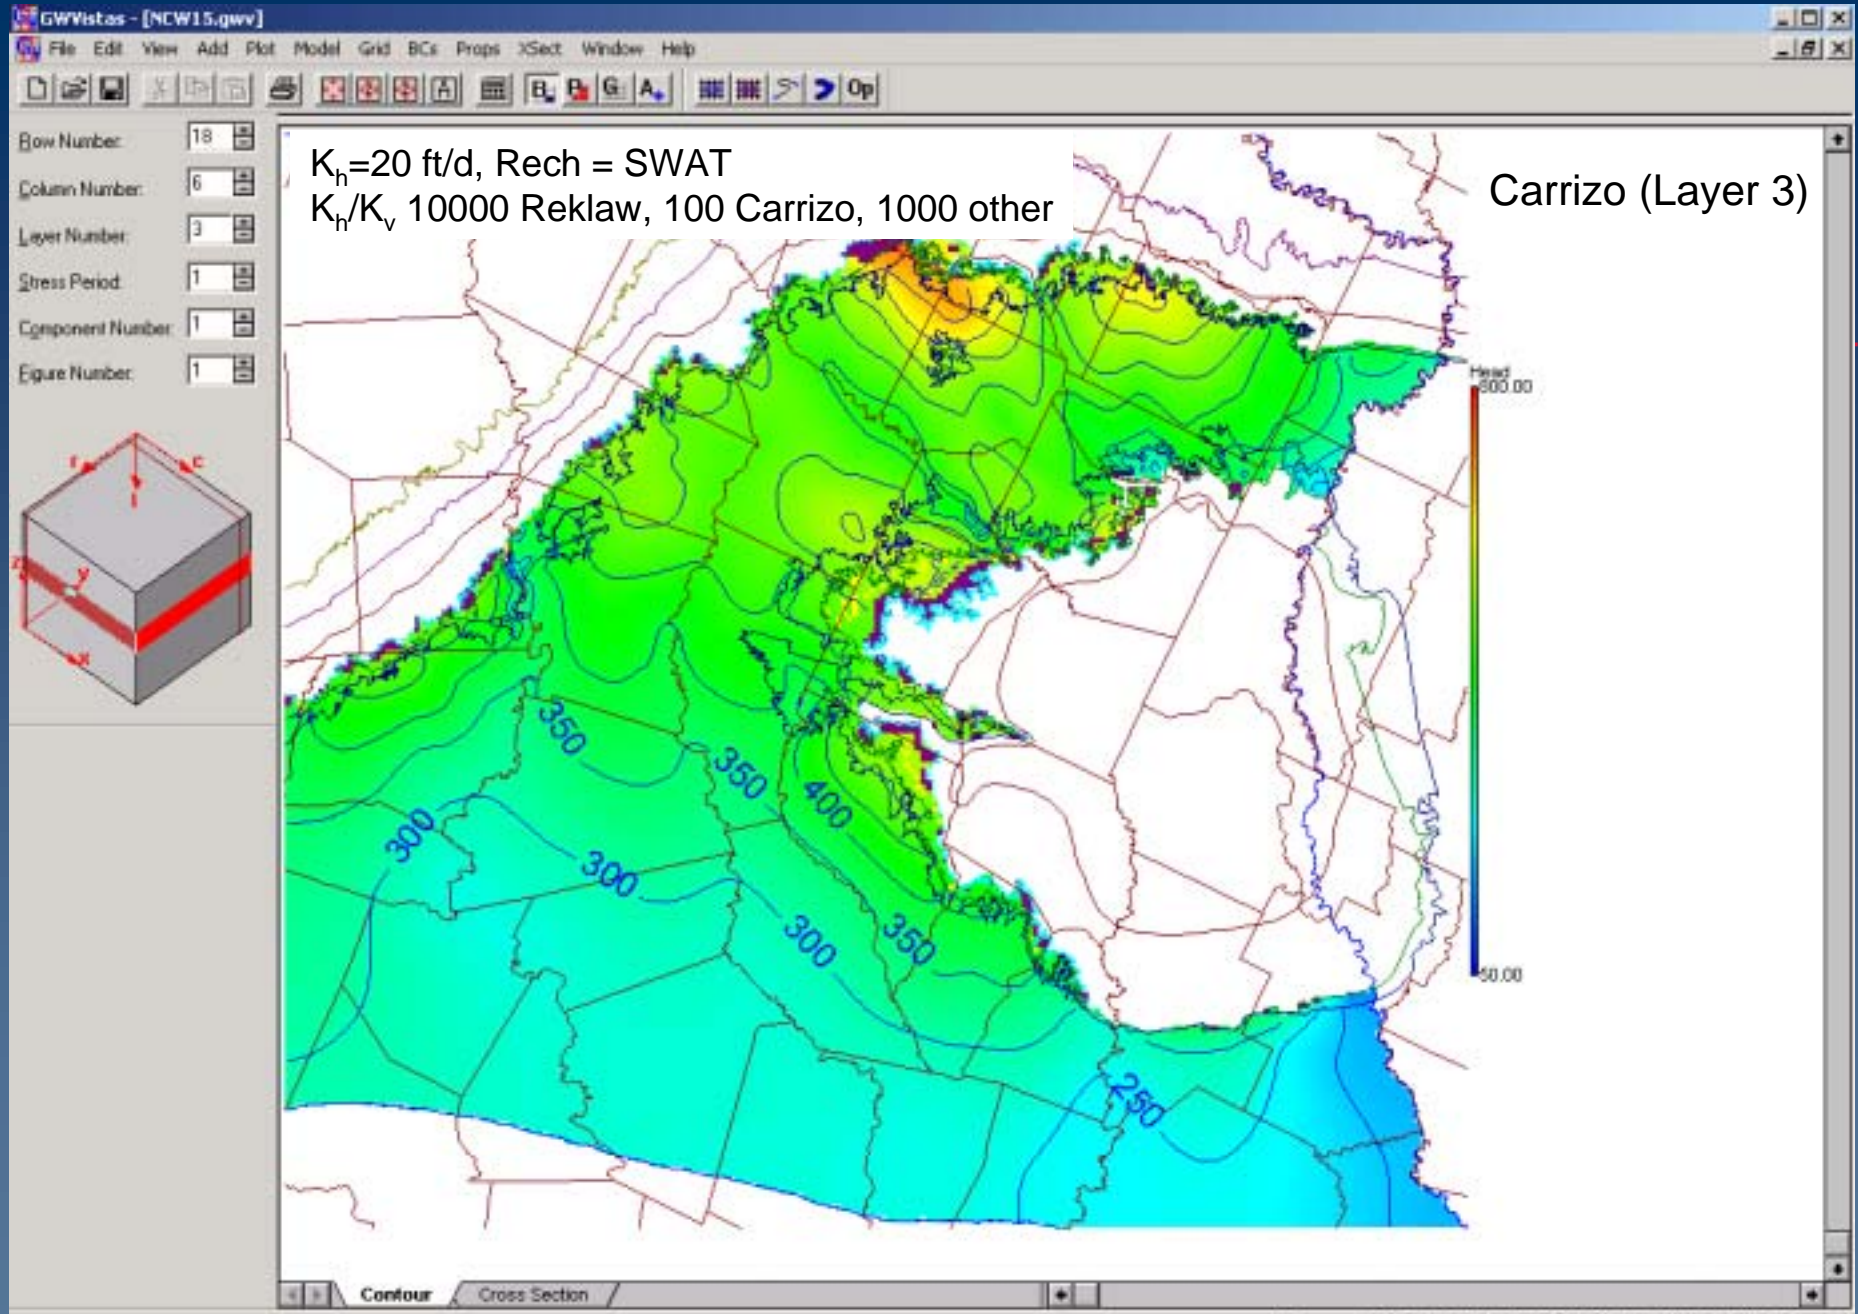 GWVistas - [NCW15.gwv]
File Edit View Add Plot Model Grid BCs Props XSect Window Help
B P G A Op
Row Number: 18
Column Number: 6
Layer Number: 3
Stress Period: 1
Component Number: 1
Figure Number: 1
r c
l
z y
x
Kₕ=20 ft/d, Rech = SWAT
Kₕ/Kᵥ 10000 Reklaw, 100 Carrizo, 1000 other
Carrizo (Layer 3)
Head
800.00
50.00
350
350
400
300
300
300
350
250
Contour Cross Section